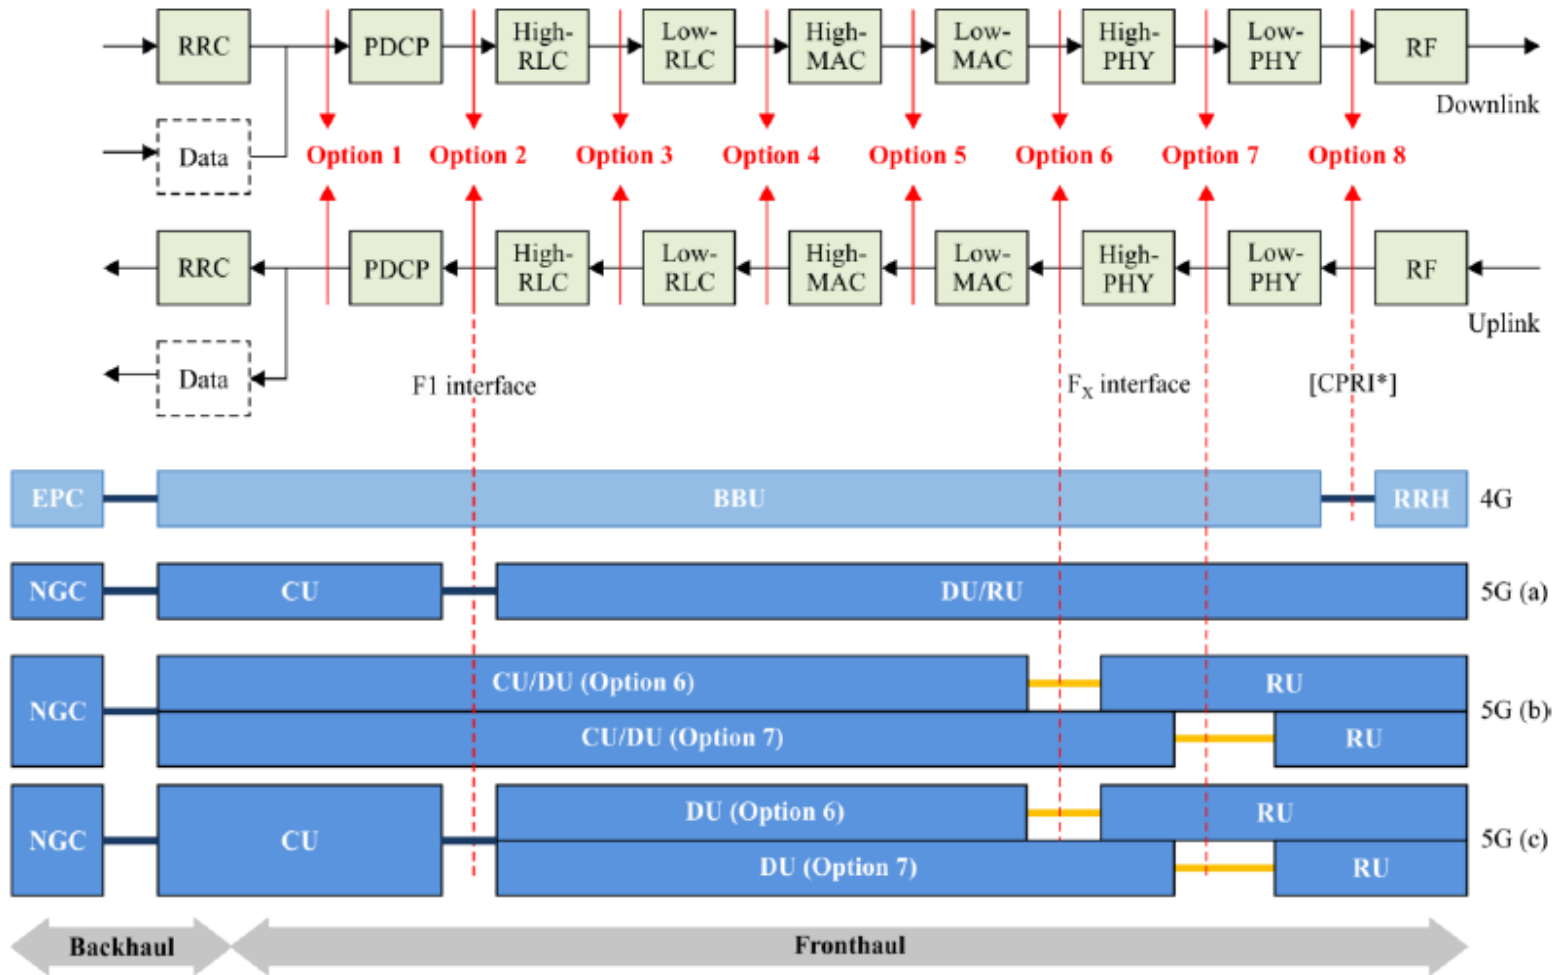 RRC
PDCP
High-
RLC
Low-
RLC
High-
MAC
Low-
MAC
High-
PHY
Low-
PHY
RF
Downlink
Data
Option 1
Option 2
Option 3
Option 4
Option 5
Option 6
Option 7
Option 8
RRC
PDCP
High-
RLC
Low-
RLC
High-
MAC
Low-
MAC
High-
PHY
Low-
PHY
RF
Uplink
Data
F1 interface
FX interface
[CPRI*]
EPC
BBU
RRH
4G
NGC
CU
DU/RU
5G (a)
NGC
CU/DU (Option 6)
RU
CU/DU (Option 7)
RU
5G (b)
NGC
CU
DU (Option 6)
RU
DU (Option 7)
RU
5G (c)
Backhaul
Fronthaul